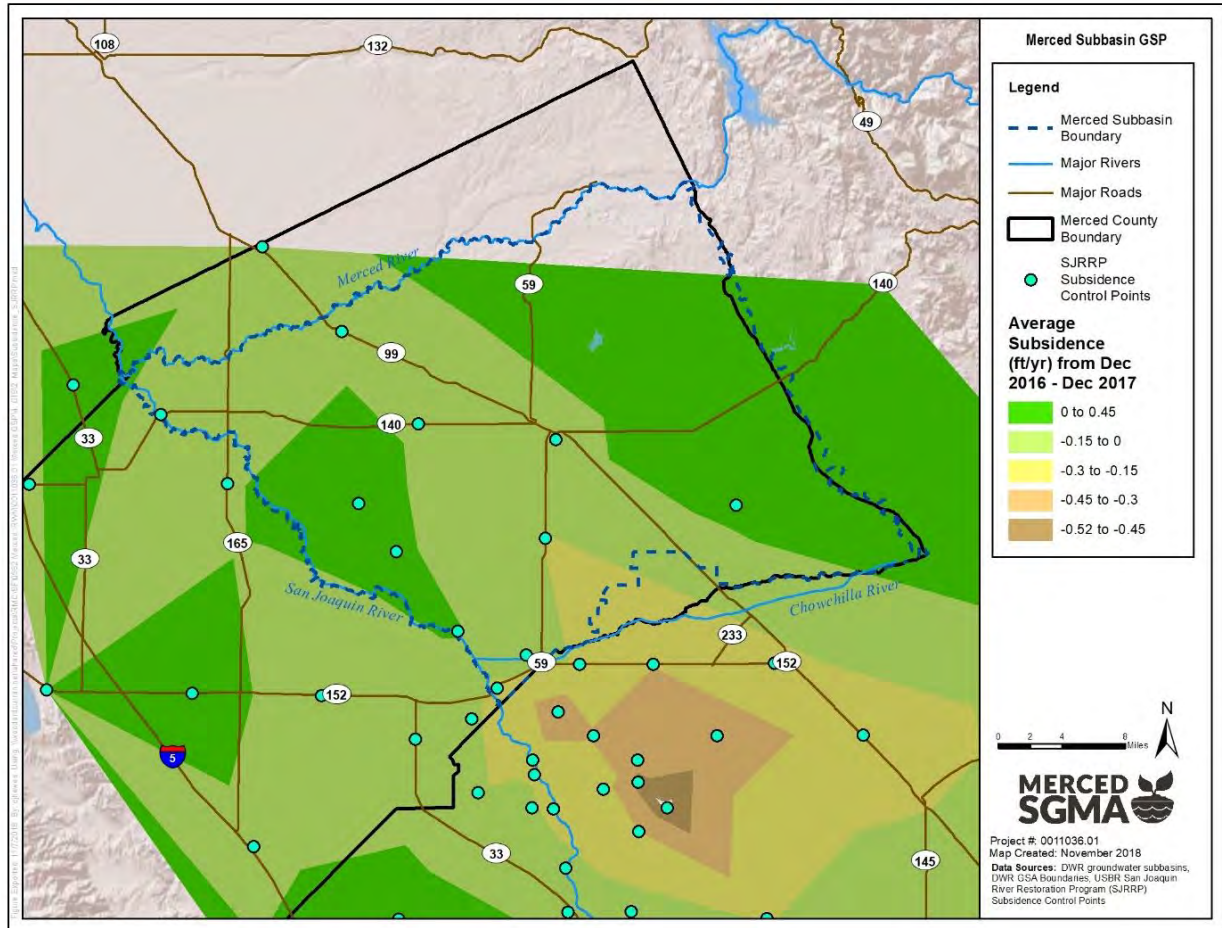 Merced Subbasin GSP
Legend
Merced Subbasin
Boundary
Major Rivers
Major Roads
Merced County
Boundary
SJRRP
Subsidence
Control Points
Average
Subsidence
(ft/yr) from Dec
2016 - Dec 2017
0 to 0.45
-0.15 to 0
-0.3 to -0.15
-0.45 to -0.3
-0.52 to -0.45
N
0 2 4 8
Miles
MERCED
SGMA
Project #: 0011036.01
Map Created: November 2018
Data Sources: DWR groundwater subbasins,
DWR GSA Boundaries, USBR San Joaquin
River Restoration Program (SJRRP)
Subsidence Control Points
108
132
49
Merced River
59
140
99
140
33
165
33
San Joaquin River
Chowchilla River
233
59
152
152
5
33
145